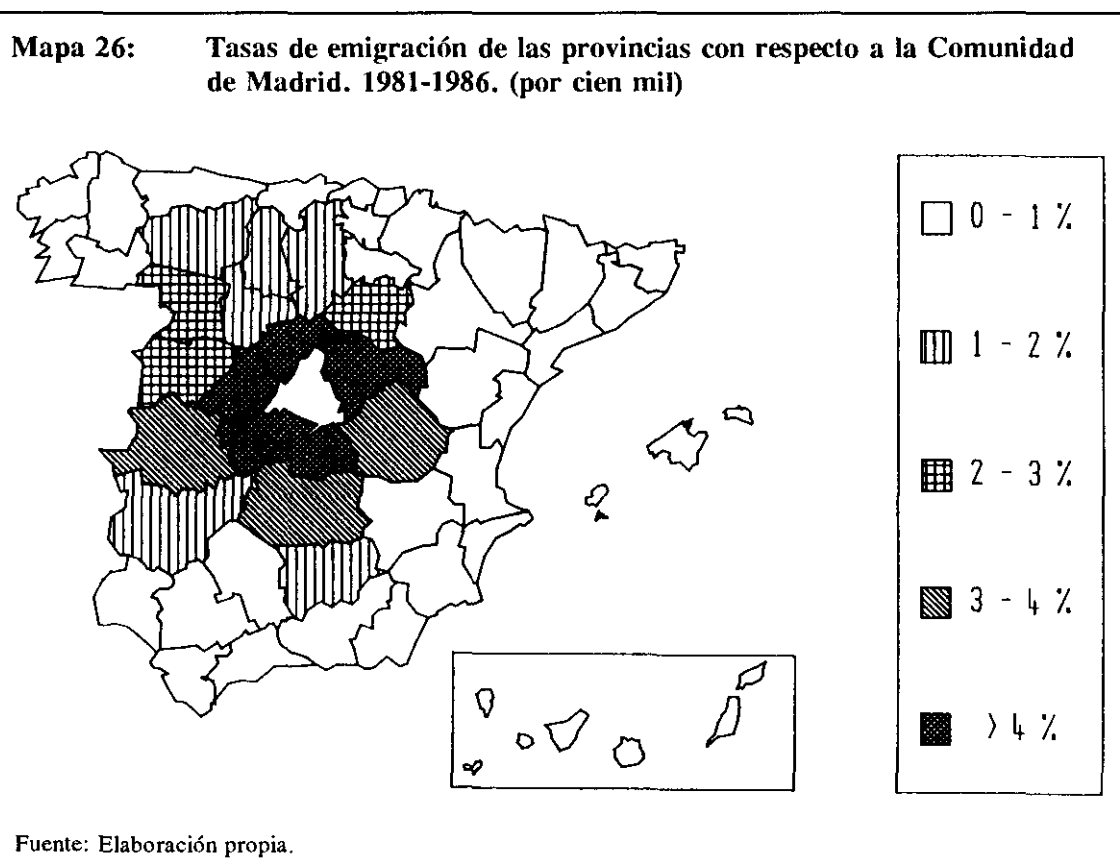 Mapa 26: Tasas de emigración de las provincias con respecto a la Comunidad
de Madrid. 1981-1986. (por cien mil)
0 - 1 %
1 - 2 %
2 - 3 %
3 - 4 %
> 4 %
Fuente: Elaboración propia.